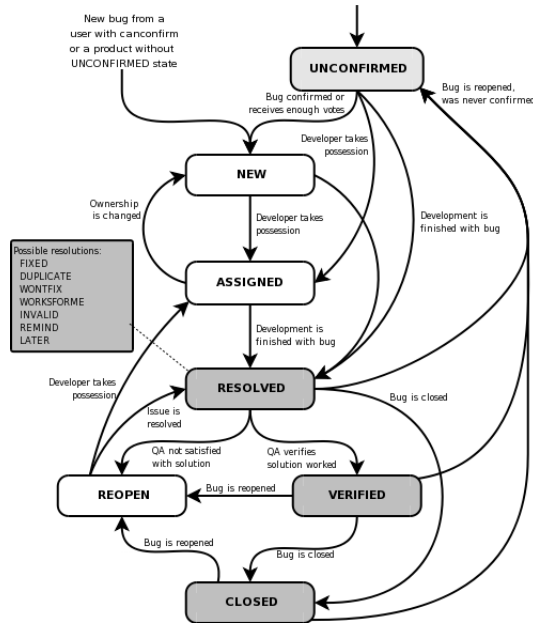 New bug from a
user with canconfirm
or a product without
UNCONFIRMED state
UNCONFIRMED
Bug is reopened,
was never confirmed
Bug confirmed or
receives enough votes
Developer takes
possession
NEW
Ownership
is changed
Developer takes
possession
Development is
finished with bug
Possible resolutions:
FIXED
DUPLICATE
WONTFIX
WORKSFORME
INVALID
REMIND
LATER
ASSIGNED
Development is
finished with bug
Developer takes
possession
RESOLVED
Bug is closed
Issue is
resolved
QA not satisfied
with solution
QA verifies
solution worked
REOPEN
Bug is reopened
VERIFIED
Bug is reopened
Bug is closed
CLOSED